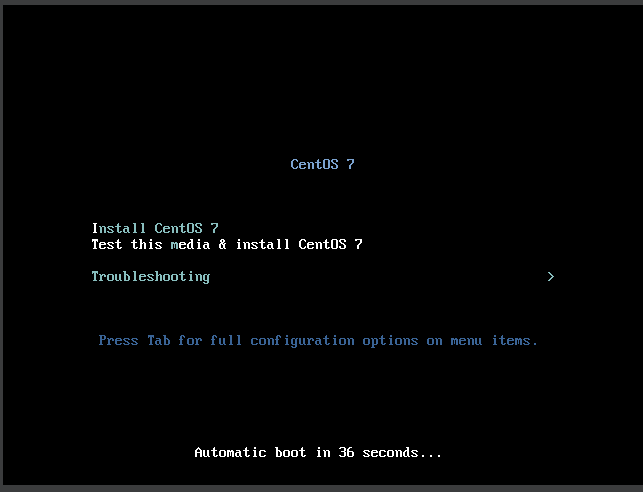 CentOS 7
Install CentOS 7
Test this media & install CentOS 7
Troubleshooting >
Press Tab for full configuration options on menu items.
Automatic boot in 36 seconds...